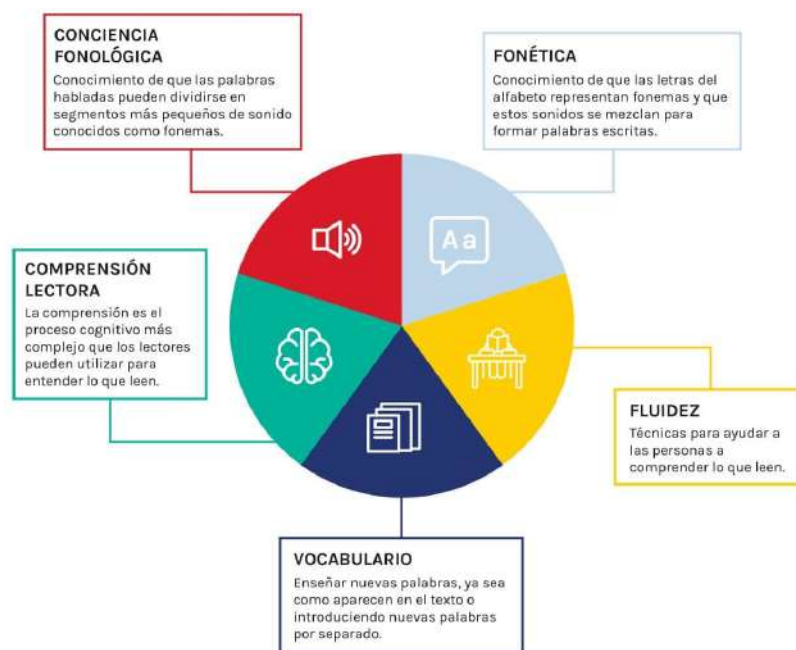 CONCIENCIA
FONOLÓGICA
Conocimiento de que las palabras
habladas pueden dividirse en
segmentos más pequeños de sonido
conocidos como fonemas.
FONÉTICA
Conocimiento de que las letras del
alfabeto representan fonemas y que
estos sonidos se mezclan para
formar palabras escritas.
Aa
COMPRENSIÓN
LECTORA
La comprensión es el
proceso cognitivo más
complejo que los lectores
pueden utilizar para
entender lo que leen.
FLUIDEZ
Técnicas para ayudar a
las personas a
comprender lo que leen.
VOCABULARIO
Enseñar nuevas palabras, ya sea
como aparecen en el texto o
introduciendo nuevas palabras
por separado.